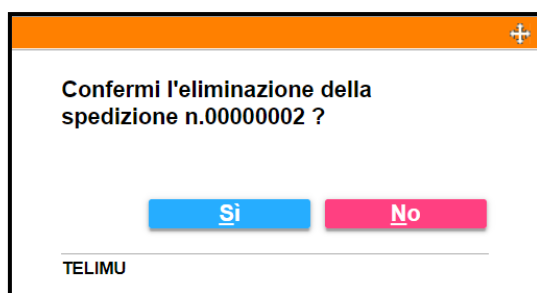 Confermi l'eliminazione della
spedizione n.00000002 ?
Sì No
TELIMU